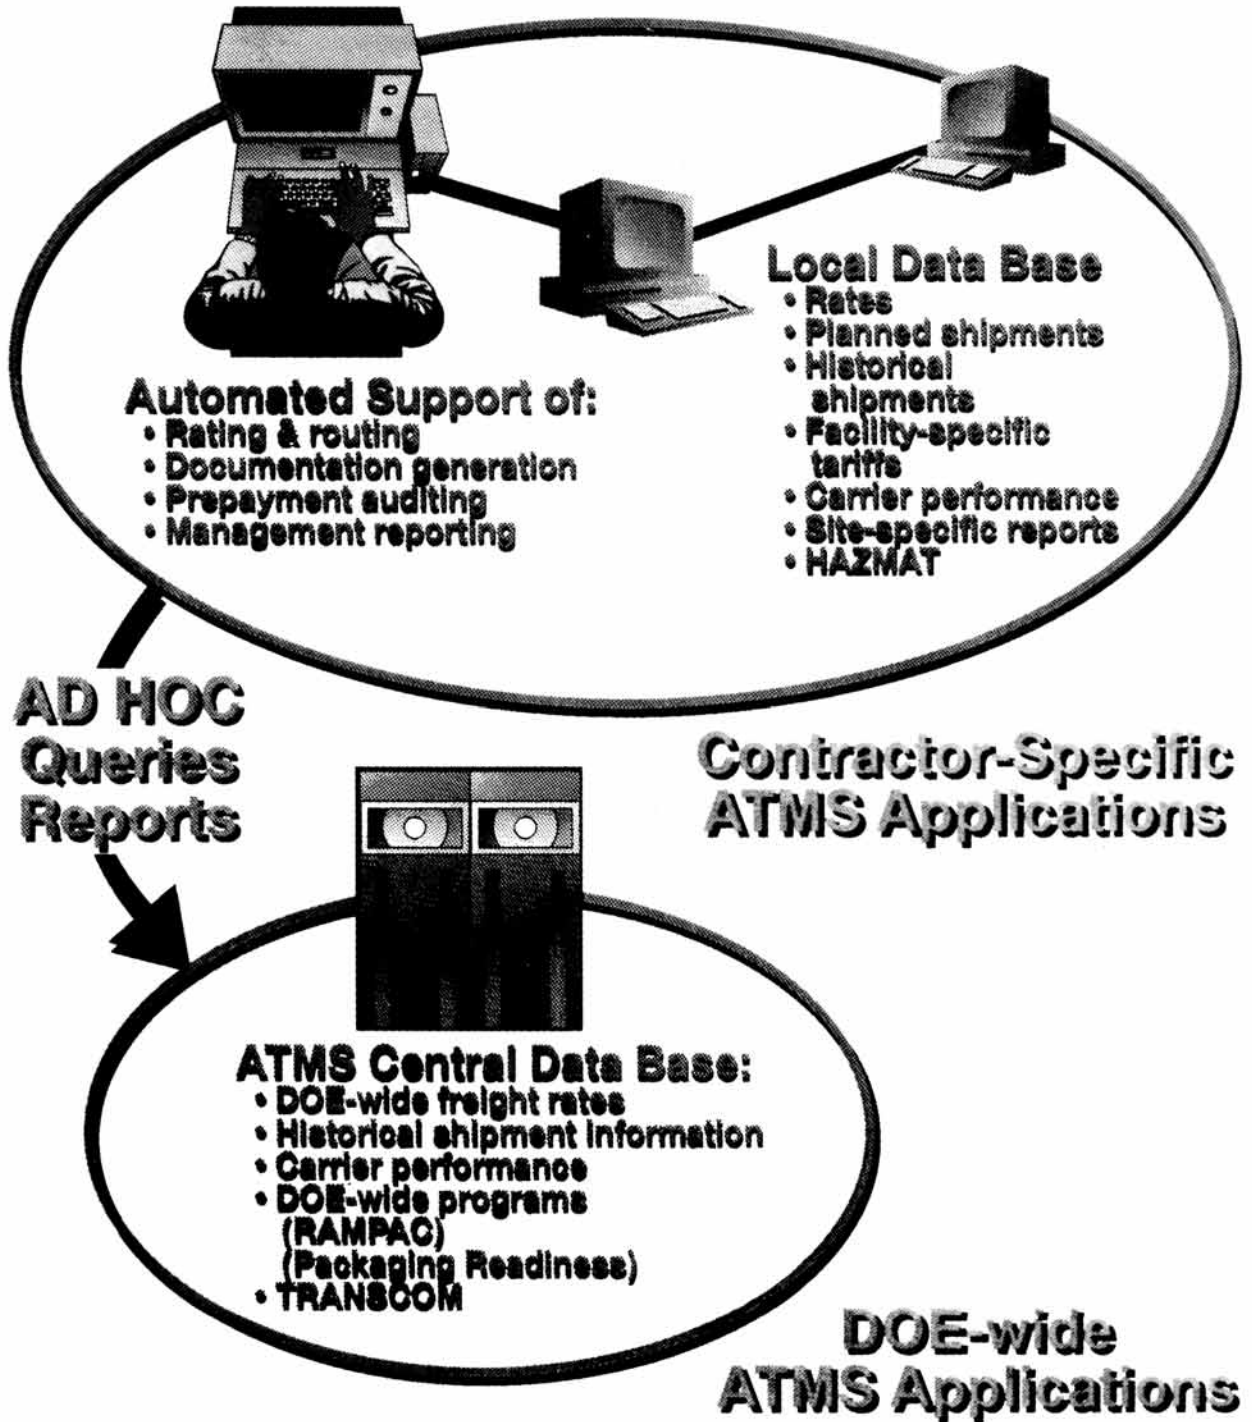 Local Data Base
• Rates
• Planned shipments
• Historical
shipments
• Facility-specific
tariffs
• Carrier performance
• Site-specific reports
• HAZMAT
Automated Support of:
• Rating & routing
• Documentation generation
• Prepayment auditing
• Management reporting
AD HOC
Queries
Reports
Contractor-Specific
ATMS Applications
ATMS Central Data Base:
• DOE-wide freight rates
• Historical shipment information
• Carrier performance
• DOE-wide programs
(RAMPAC)
(Packaging Readiness)
• TRANSCOM
DOE-wide
ATMS Applications